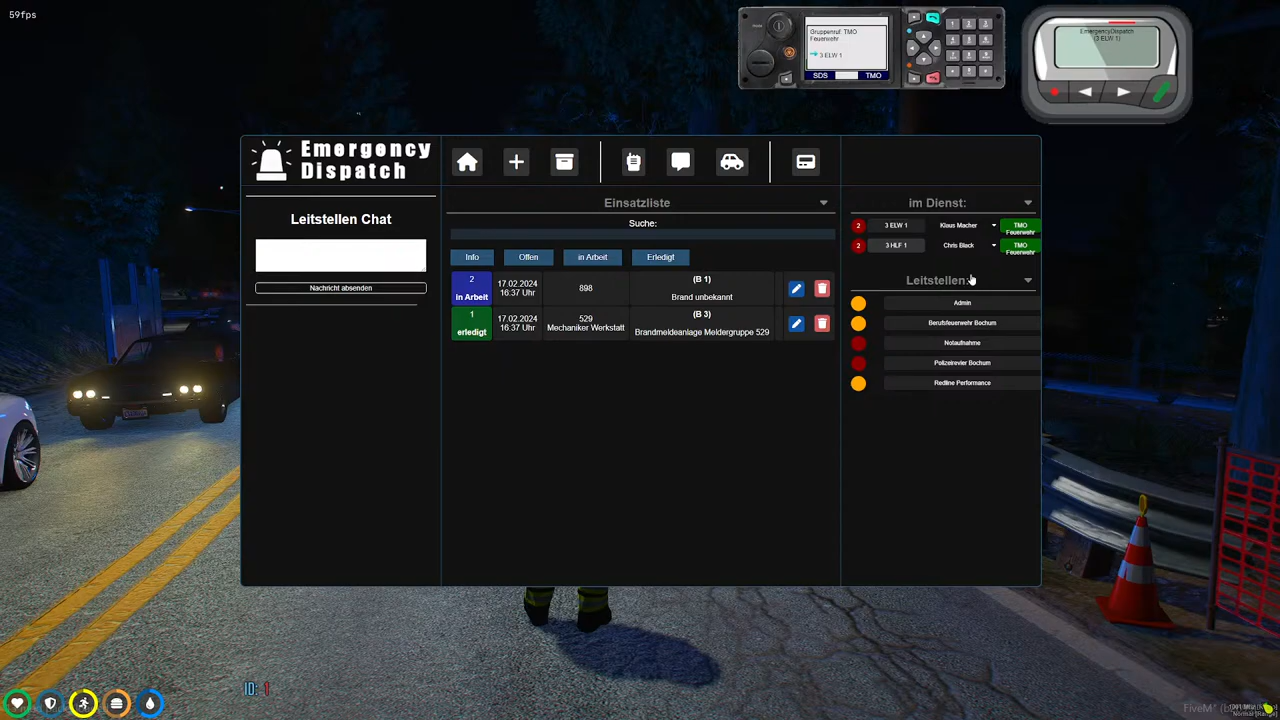 59fps
Gruppenruf: TMO
Feuerwehr
3 ELW 1
SDS TMO
EmergencyDispatch
(3 ELW 1)
Emergency
Dispatch
Leitstellen Chat
Nachricht absenden
Einsatzliste
Suche:
Info Offen in Arbeit Erledigt
2
in Arbeit
17.02.2024
16:37 Uhr
898
(B 1)
Brand unbekannt
1
erledigt
17.02.2024
16:37 Uhr
529
Mechaniker Werkstatt
(B 3)
Brandmeldeanlage Meldergruppe 529
im Dienst:
2 3 ELW 1 Klaus Macher TMO
Feuerwehr
2 3 HLF 1 Chris Black TMO
Feuerwehr
Leitstellen:
Admin
Berufsfeuerwehr Bochum
Notaufnahme
Polizeirevier Bochum
Redline Performance
ID: 1
FiveM